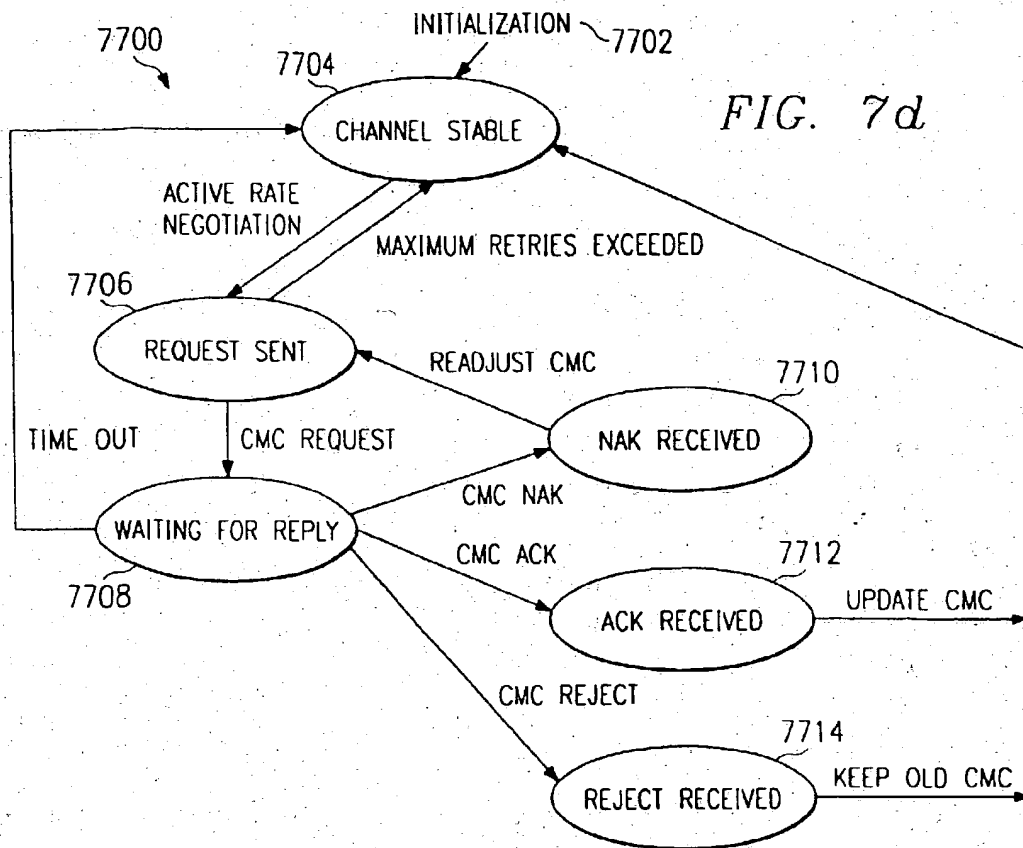 INITIALIZATION
7702
7700
7704
CHANNEL STABLE
FIG. 7d
ACTIVE RATE
NEGOTIATION
MAXIMUM RETRIES EXCEEDED
7706
REQUEST SENT
READJUST CMC
7710
NAK RECEIVED
TIME OUT
CMC REQUEST
CMC NAK
WAITING FOR REPLY
7708
CMC ACK
7712
ACK RECEIVED
UPDATE CMC
CMC REJECT
7714
REJECT RECEIVED
KEEP OLD CMC